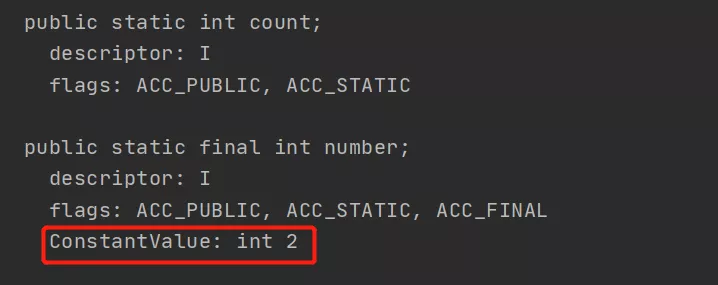 public static int count;
descriptor: I
flags: ACC_PUBLIC, ACC_STATIC
public static final int number;
descriptor: I
flags: ACC_PUBLIC, ACC_STATIC, ACC_FINAL
ConstantValue: int 2